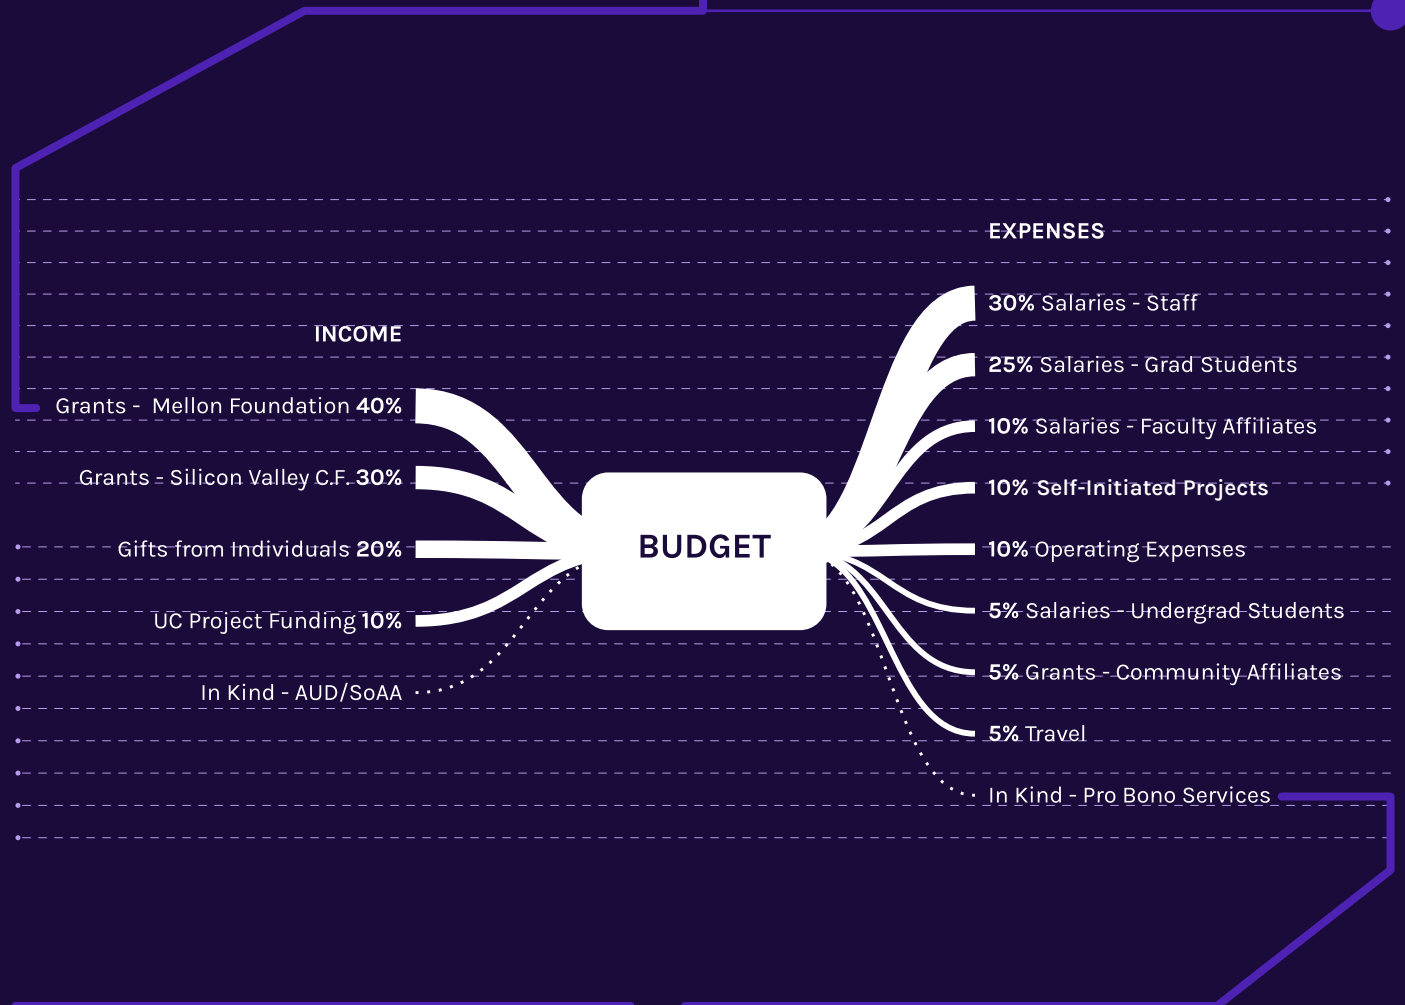 INCOME
Grants - Mellon Foundation 40%
Grants - Silicon Valley C.F. 30%
Gifts from Individuals 20%
UC Project Funding 10%
In Kind - AUD/SoAA
BUDGET
EXPENSES
30% Salaries - Staff
25% Salaries - Grad Students
10% Salaries - Faculty Affiliates
10% Self-Initiated Projects
10% Operating Expenses
5% Salaries - Undergrad Students
5% Grants - Community Affiliates
5% Travel
In Kind - Pro Bono Services